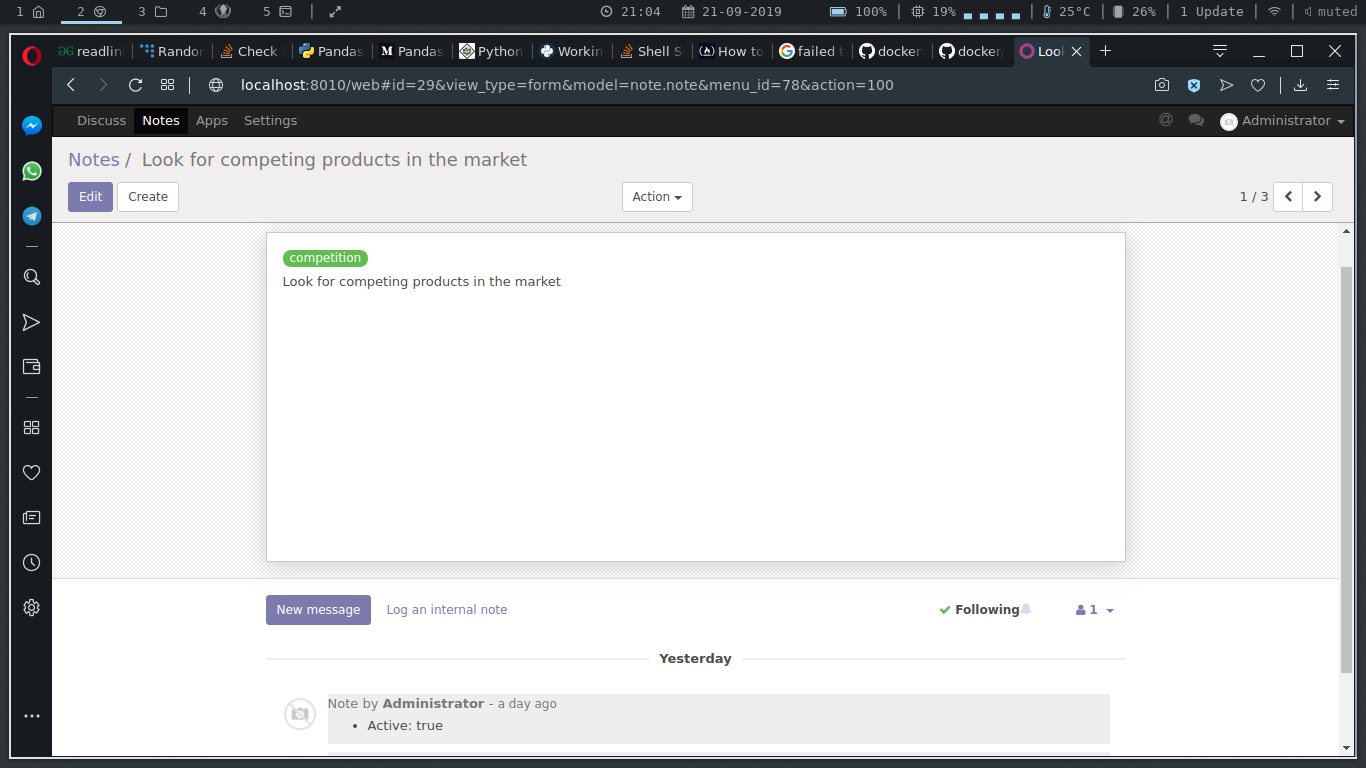 1 2 3 4 5 21:04 21-09-2019 100% 19% 25°C 26% 1 Update muted
readlin Randor Check Pandas Pandas Python Workin Shell S How to failed t docker docker/ Loo
localhost:8010/web#id=29&view_type=form&model=note.note&menu_id=78&action=100
Discuss Notes Apps Settings @ Administrator
Notes / Look for competing products in the market
Edit Create Action 1 / 3
competition
Look for competing products in the market
New message Log an internal note Following 1
Yesterday
Note by Administrator - a day ago
• Active: true